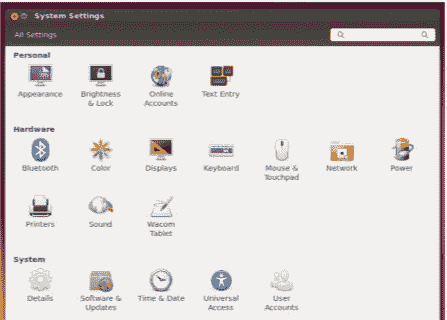 System Settings
All Settings
Personal
Appearance
Brightness
& Lock
Online
Accounts
Text Entry
Hardware
Bluetooth
Color
Displays
Keyboard
Mouse &
Touchpad
Network
Power
Printers
Sound
Wacom
Tablet
System
Details
Software &
Updates
Time & Date
Universal
Access
User
Accounts